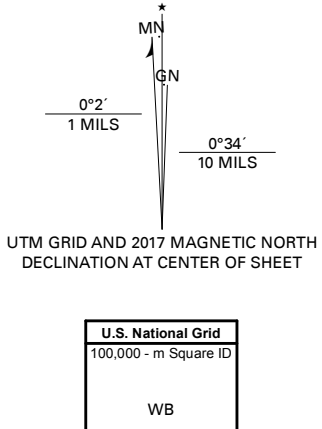 ★
MN
GN
0°2´
1 MILS
0°34´
10 MILS
UTM GRID AND 2017 MAGNETIC NORTH
DECLINATION AT CENTER OF SHEET
U.S. National Grid
100,000 - m Square ID
WB